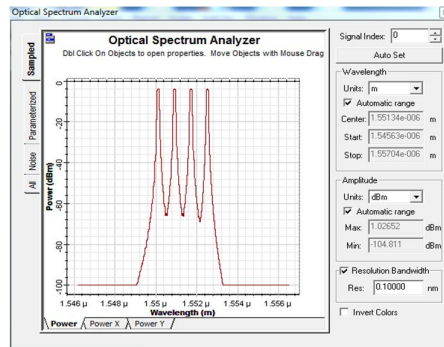 Optical Spectrum Analyzer
Optical Spectrum Analyzer
Dbl Click On Objects to open properties. Move Objects with Mouse Drag
Sampled
Parameterized
Noise
All
Power (dBm)
0
-20
-40
-60
-80
-100
1.546 µ 1.548 µ 1.55 µ 1.552 µ 1.554 µ 1.556 µ
Wavelength (m)
Power Power X Power Y
Signal Index: 0
Auto Set
Wavelength
Units: m
Automatic range
Center: 1.55134e-006 m
Start: 1.54563e-006 m
Stop: 1.55704e-006 m
Amplitude
Units: dBm
Automatic range
Max: 1.02652 dBm
Min: -104.811 dBm
Resolution Bandwidth
Res: 0.10000 nm
Invert Colors